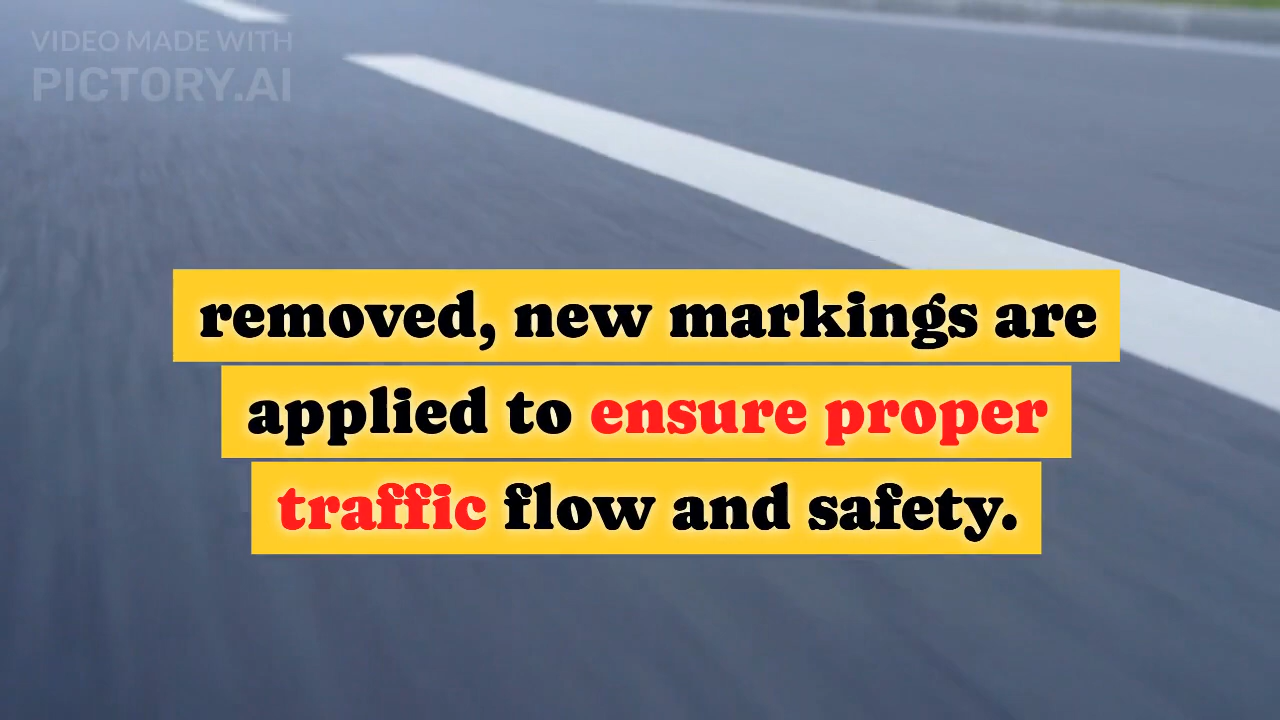 VIDEO MADE WITH
PICTORY.AI
removed, new markings are
applied to ensure proper
traffic flow and safety.